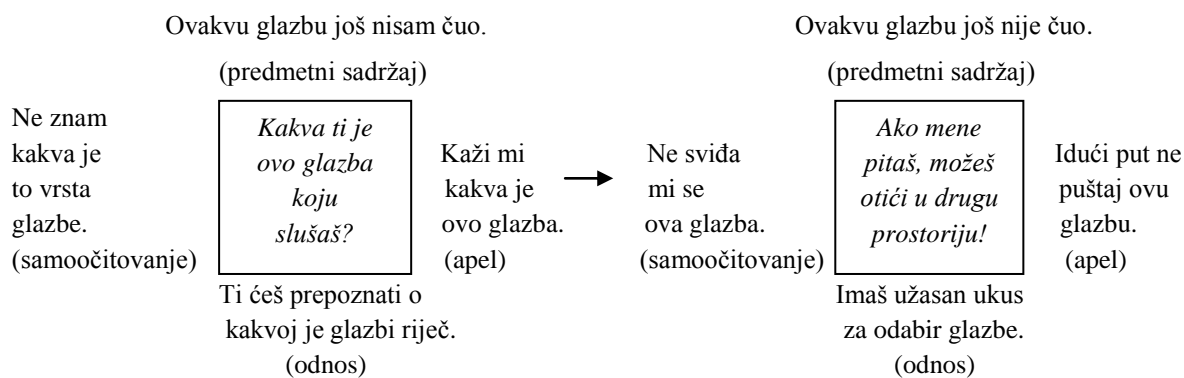 Ovakvu glazbu još nisam čuo.
(predmetni sadržaj)
Ne znam
kakva je
to vrsta
glazbe.
(samoočitovanje)
Kakva ti je
ovo glazba
koju
slušaš?
Kaži mi
kakva je
ovo glazba.
(apel)
Ti ćeš prepoznati o
kakvoj je glazbi riječ.
(odnos)
Ovakvu glazbu još nije čuo.
(predmetni sadržaj)
Ne sviđa
mi se
ova glazba.
(samoočitovanje)
Ako mene
pitaš, možeš
otići u drugu
prostoriju!
Idući put ne
puštaj ovu
glazbu.
(apel)
Imaš užasan ukus
za odabir glazbe.
(odnos)